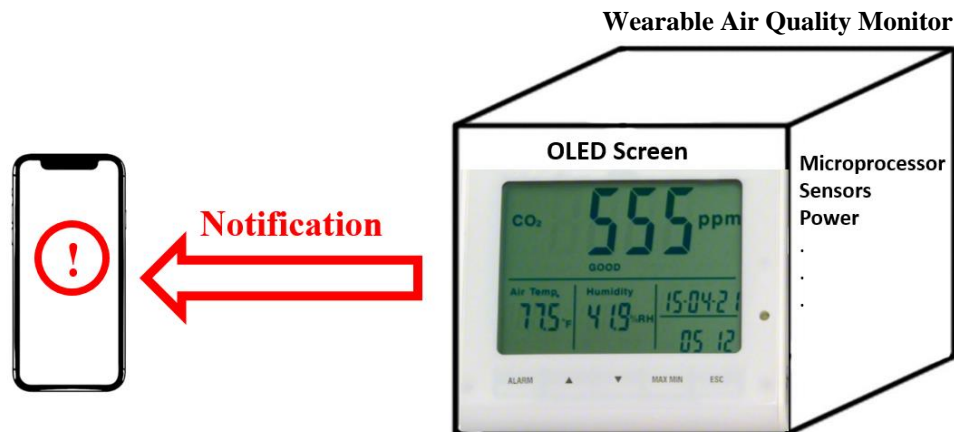 Wearable Air Quality Monitor
OLED Screen
Microprocessor
Sensors
Power
.
.
.
Notification
!
CO₂ 555 ppm
GOOD
Air Temp. Humidity
77.5 °F 41.9 %RH 15-04-21
05 12
ALARM ▲ ▼ MAX MIN ESC